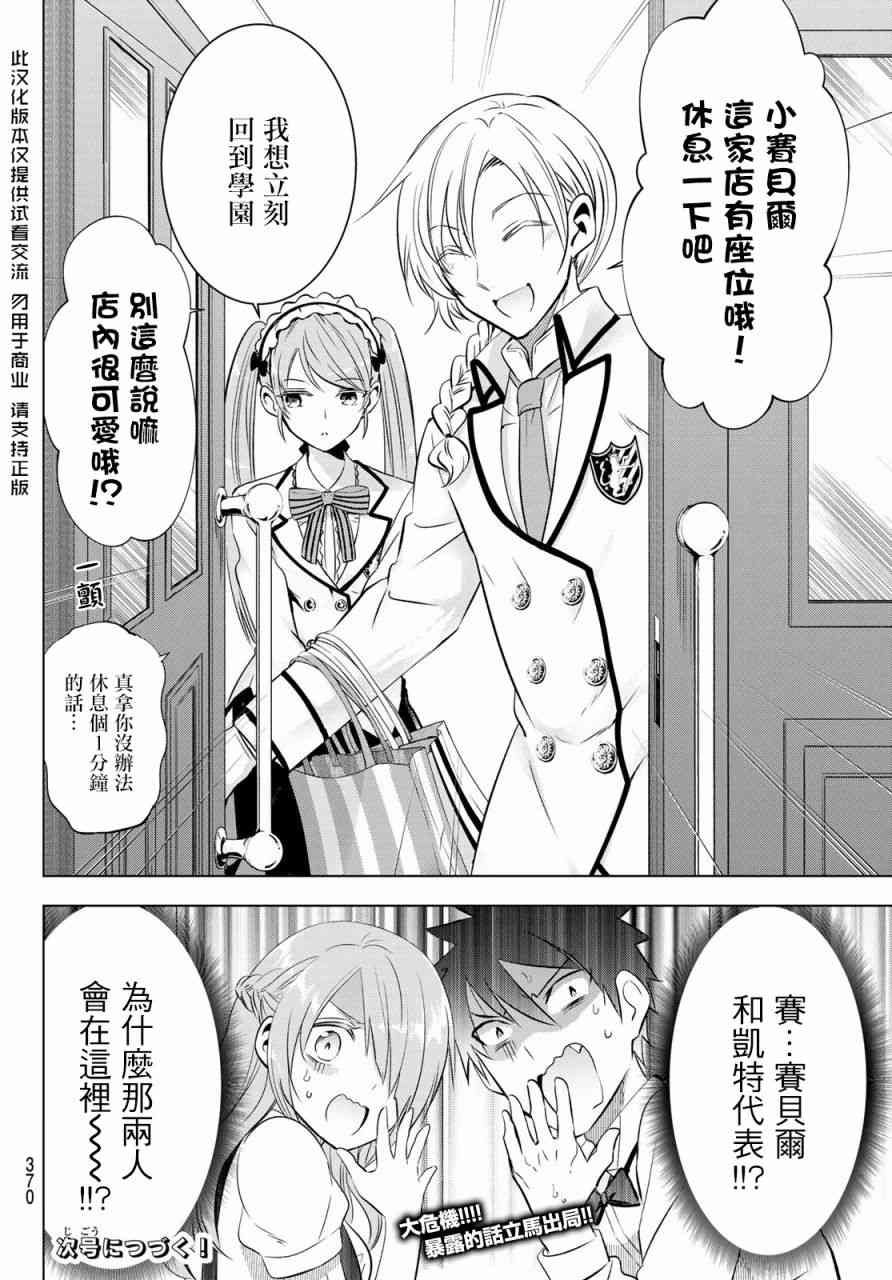 小賽貝爾
這家店有座位哦！
休息一下吧
我想立刻
回到學園
別這麼說嘛
店內很可愛哦!?
一顫
真拿你沒辦法
休息個1分鐘
的話…
此汉化版本仅提供试看交流 勿用于商业 请支持正版
賽…賽貝爾
和凱特代表!!?
為什麼那兩人
會在這裡~~~!!?
大危機!!!!
暴露的話立馬出局!!
次号につづく！
じごう
370